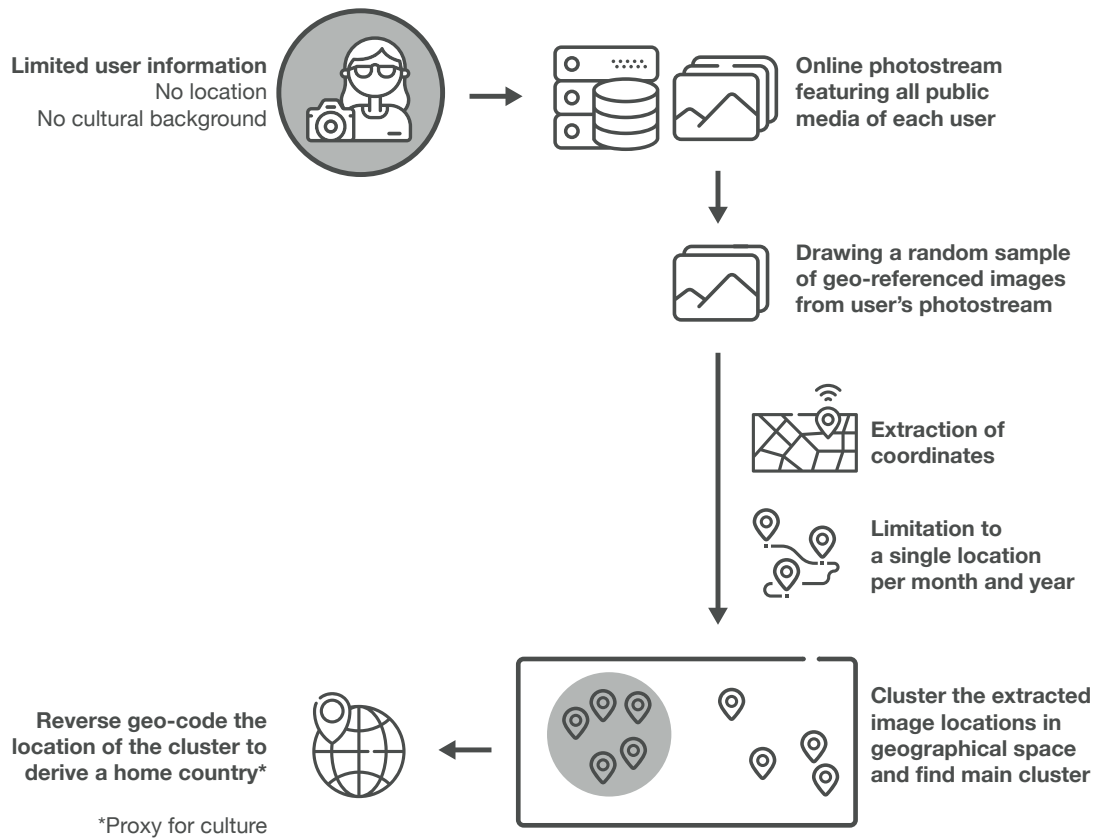 Limited user information
No location
No cultural background
Online photostream
featuring all public
media of each user
Drawing a random sample
of geo-referenced images
from user’s photostream
Extraction of
coordinates
Limitation to
a single location
per month and year
Cluster the extracted
image locations in
geographical space
and find main cluster
Reverse geo-code the
location of the cluster to
derive a home country*
*Proxy for culture